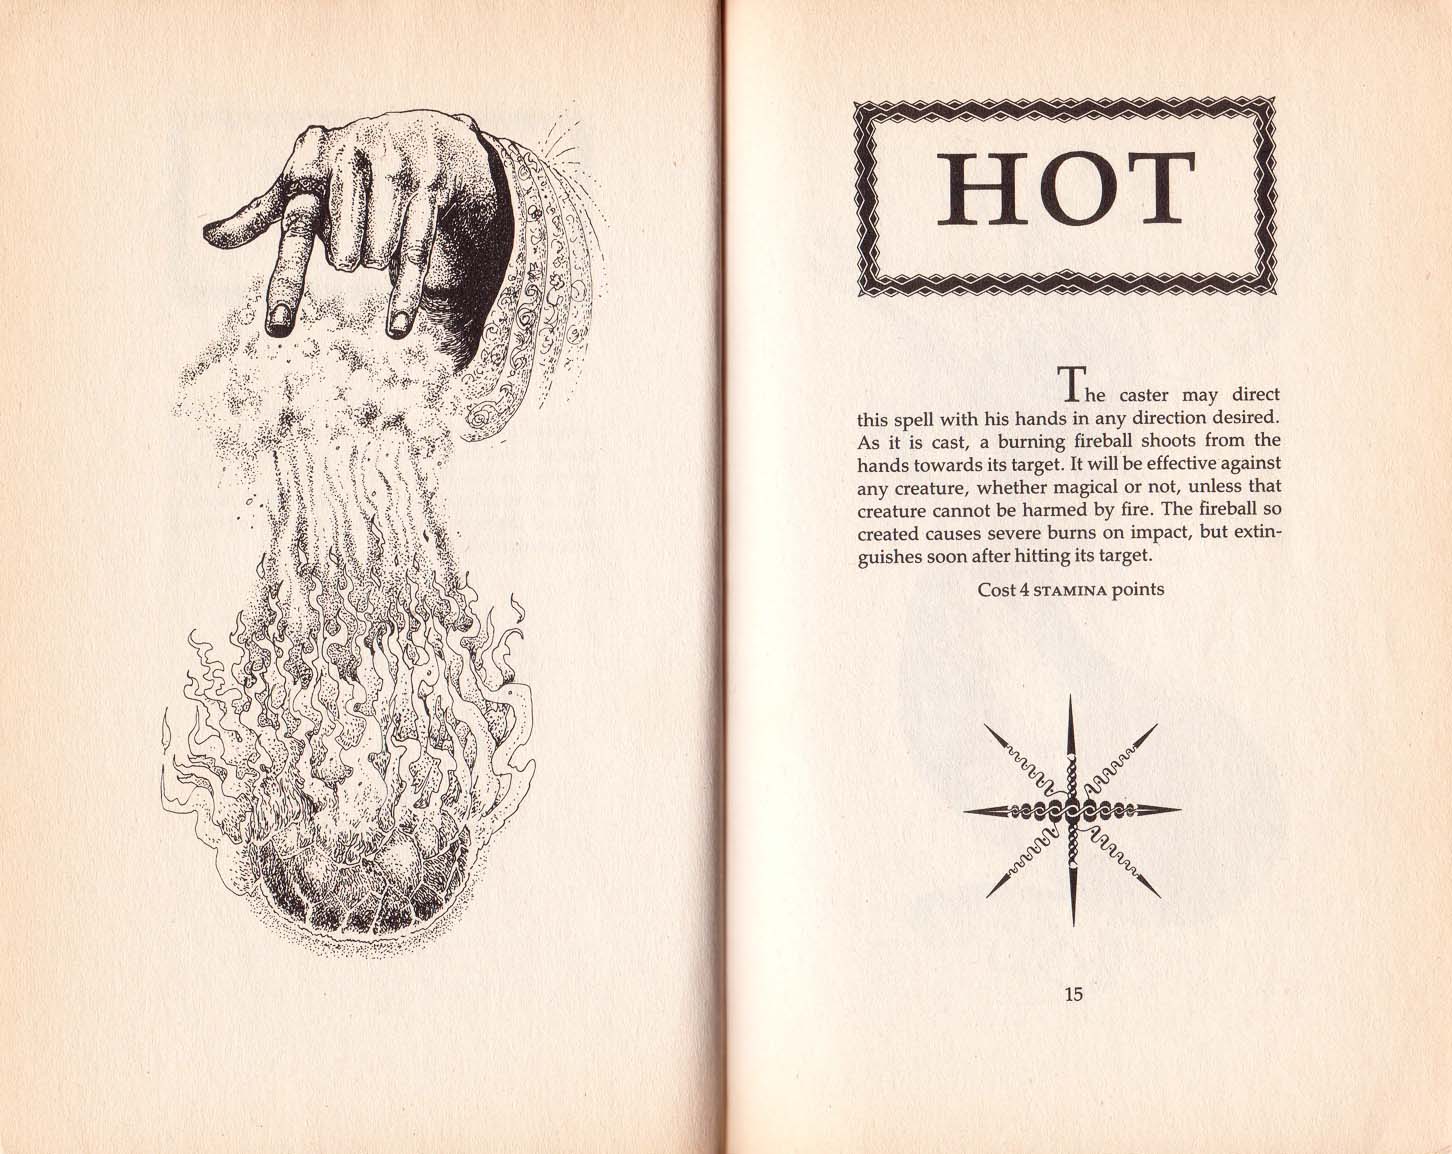 HOT
The caster may direct
this spell with his hands in any direction desired.
As it is cast, a burning fireball shoots from the
hands towards its target. It will be effective against
any creature, whether magical or not, unless that
creature cannot be harmed by fire. The fireball so
created causes severe burns on impact, but extin-
guishes soon after hitting its target.
Cost 4 STAMINA points
15